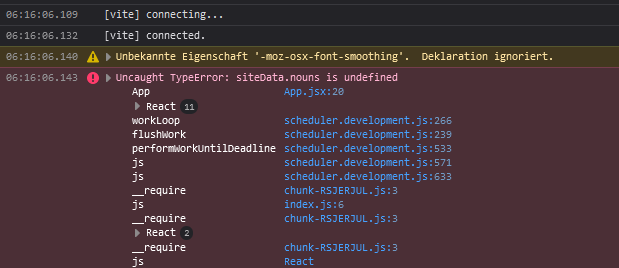 06:16:06.109 [vite] connecting...
06:16:06.132 [vite] connected.
06:16:06.140 Unbekannte Eigenschaft '-moz-osx-font-smoothing'. Deklaration ignoriert.
06:16:06.143 Uncaught TypeError: siteData.nouns is undefined
App App.jsx:20
React 11
workLoop scheduler.development.js:266
flushWork scheduler.development.js:239
performWorkUntilDeadline scheduler.development.js:533
js scheduler.development.js:571
js scheduler.development.js:633
__require chunk-RSJERJUL.js:3
js index.js:6
__require chunk-RSJERJUL.js:3
React 2
__require chunk-RSJERJUL.js:3
js React